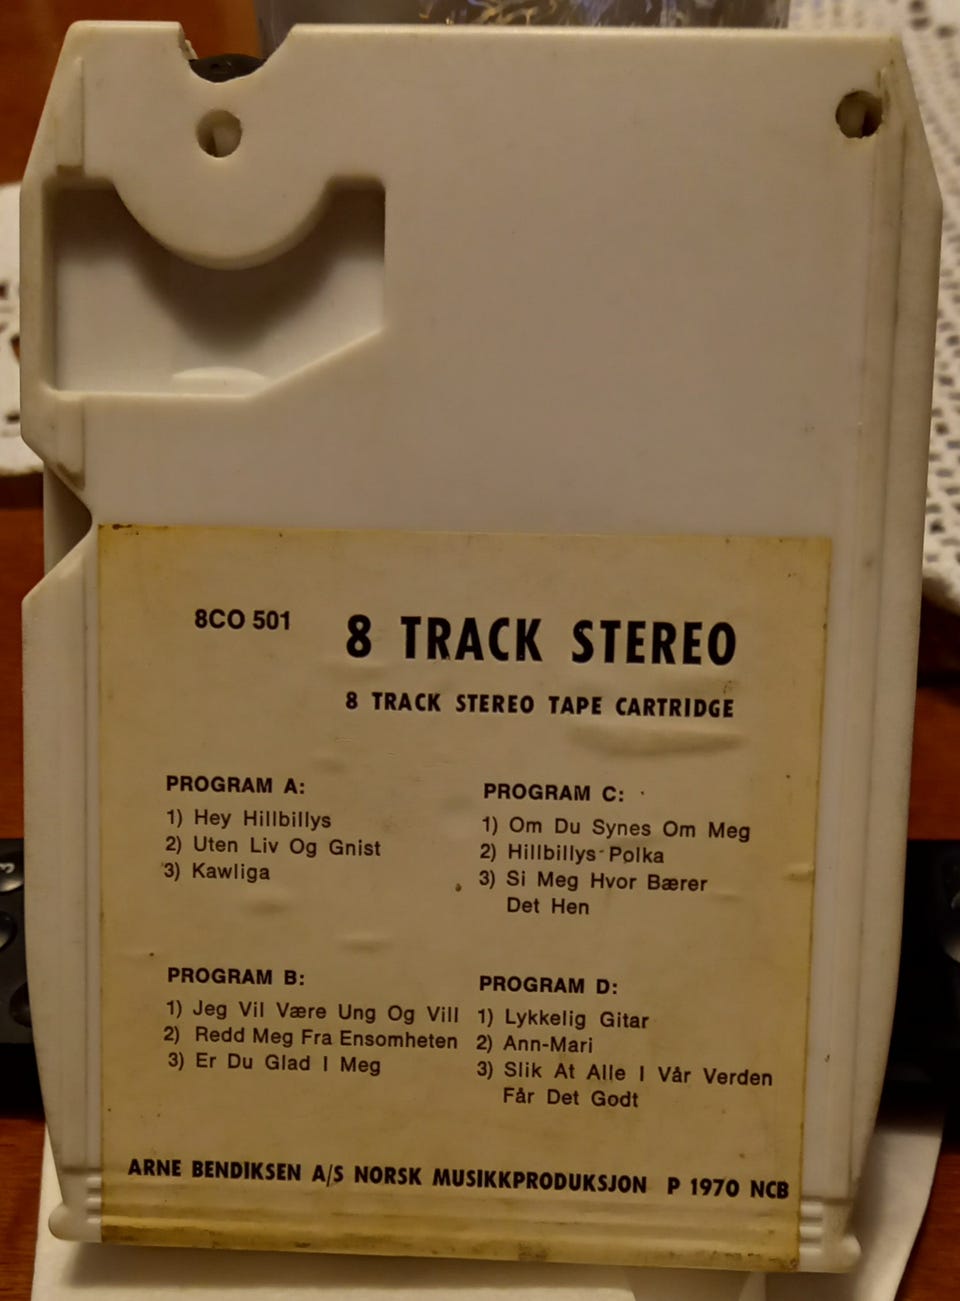 8CO 501
8 TRACK STEREO
8 TRACK STEREO TAPE CARTRIDGE
PROGRAM A:
1) Hey Hillbillys
2) Uten Liv Og Gnist
3) Kawliga
PROGRAM B:
1) Jeg Vil Være Ung Og Vill
2) Redd Meg Fra Ensomheten
3) Er Du Glad I Meg
PROGRAM C:
1) Om Du Synes Om Meg
2) Hillbillys Polka
3) Si Meg Hvor Bærer
Det Hen
PROGRAM D:
1) Lykkelig Gitar
2) Ann-Mari
3) Slik At Alle I Vår Verden
Får Det Godt
ARNE BENDIKSEN A/S NORSK MUSIKKPRODUKSJON P 1970 NCB